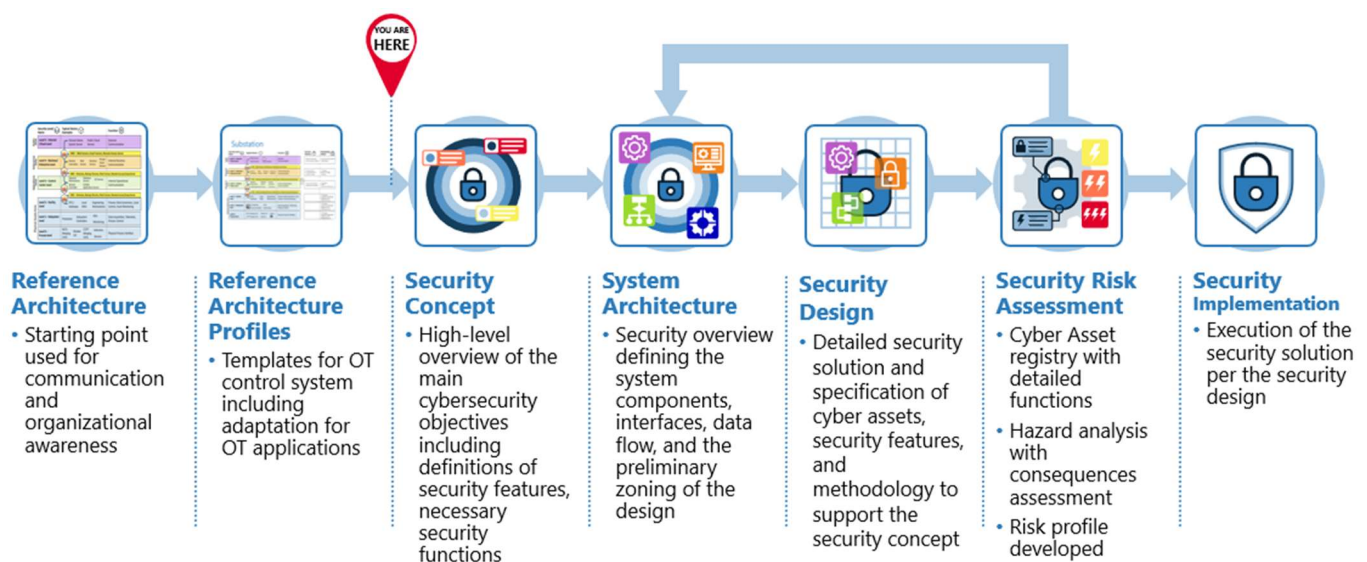 YOU ARE
HERE
Substation
Reference
Architecture
• Starting point
used for
communication
and
organizational
awareness
Reference
Architecture
Profiles
• Templates for OT
control system
including
adaptation for
OT applications
Security
Concept
• High-level
overview of the
main
cybersecurity
objectives
including
definitions of
security features,
necessary
security
functions
System
Architecture
• Security overview
defining the
system
components,
interfaces, data
flow, and the
preliminary
zoning of the
design
Security
Design
• Detailed security
solution and
specification of
cyber assets,
security features,
and
methodology to
support the
security concept
Security Risk
Assessment
• Cyber Asset
registry with
detailed
functions
• Hazard analysis
with
consequences
assessment
• Risk profile
developed
Security
Implementation
• Execution of the
security solution
per the security
design